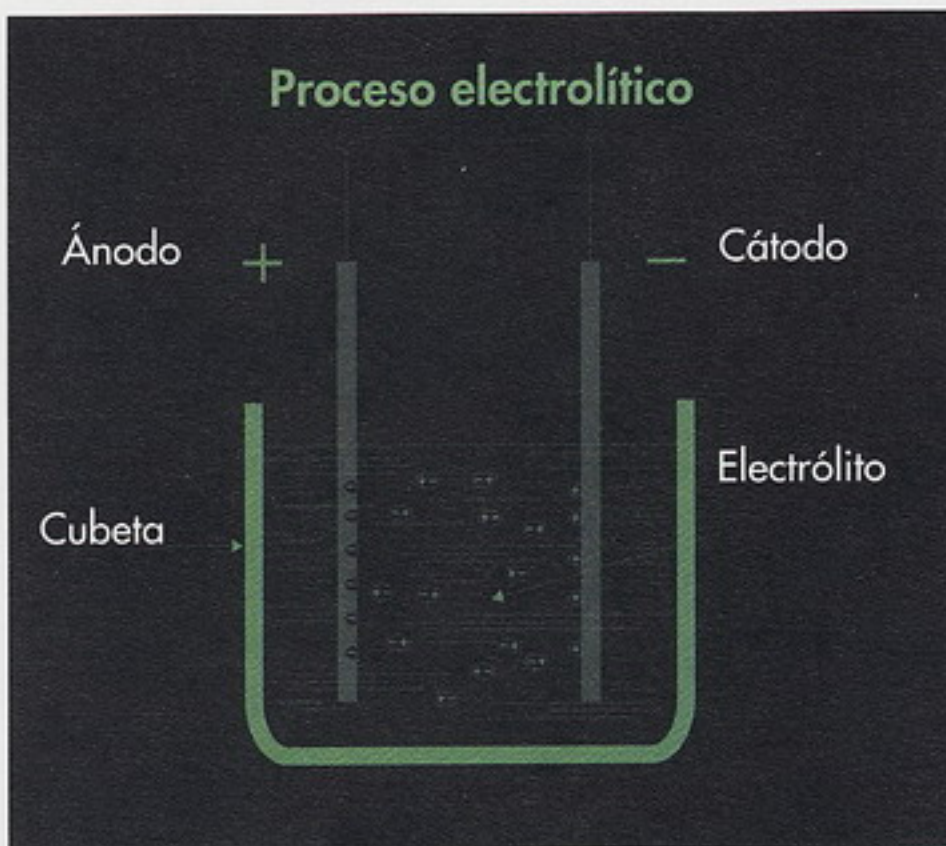 Proceso electrolítico
Ánodo
+
−
Cátodo
Electrólito
Cubeta